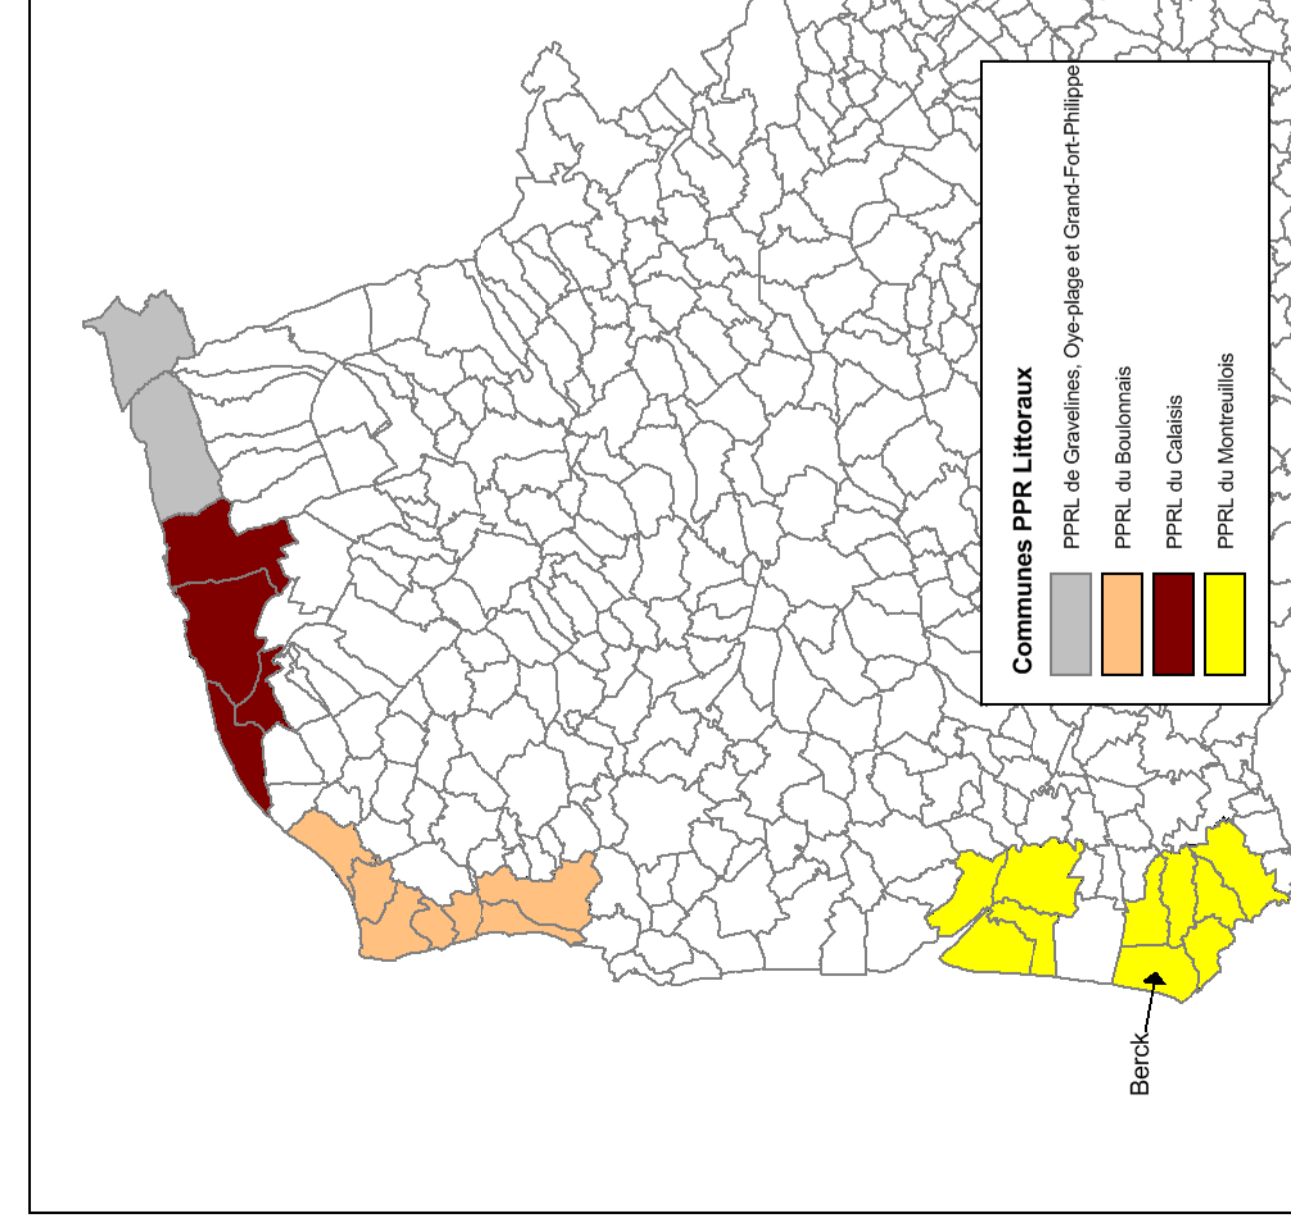 Communes PPR Littoraux
PPRL de Gravelines, Oye-plage et Grand-Fort-Philippe
PPRL du Boulonnais
PPRL du Calaisis
PPRL du Montreuillois
Berck